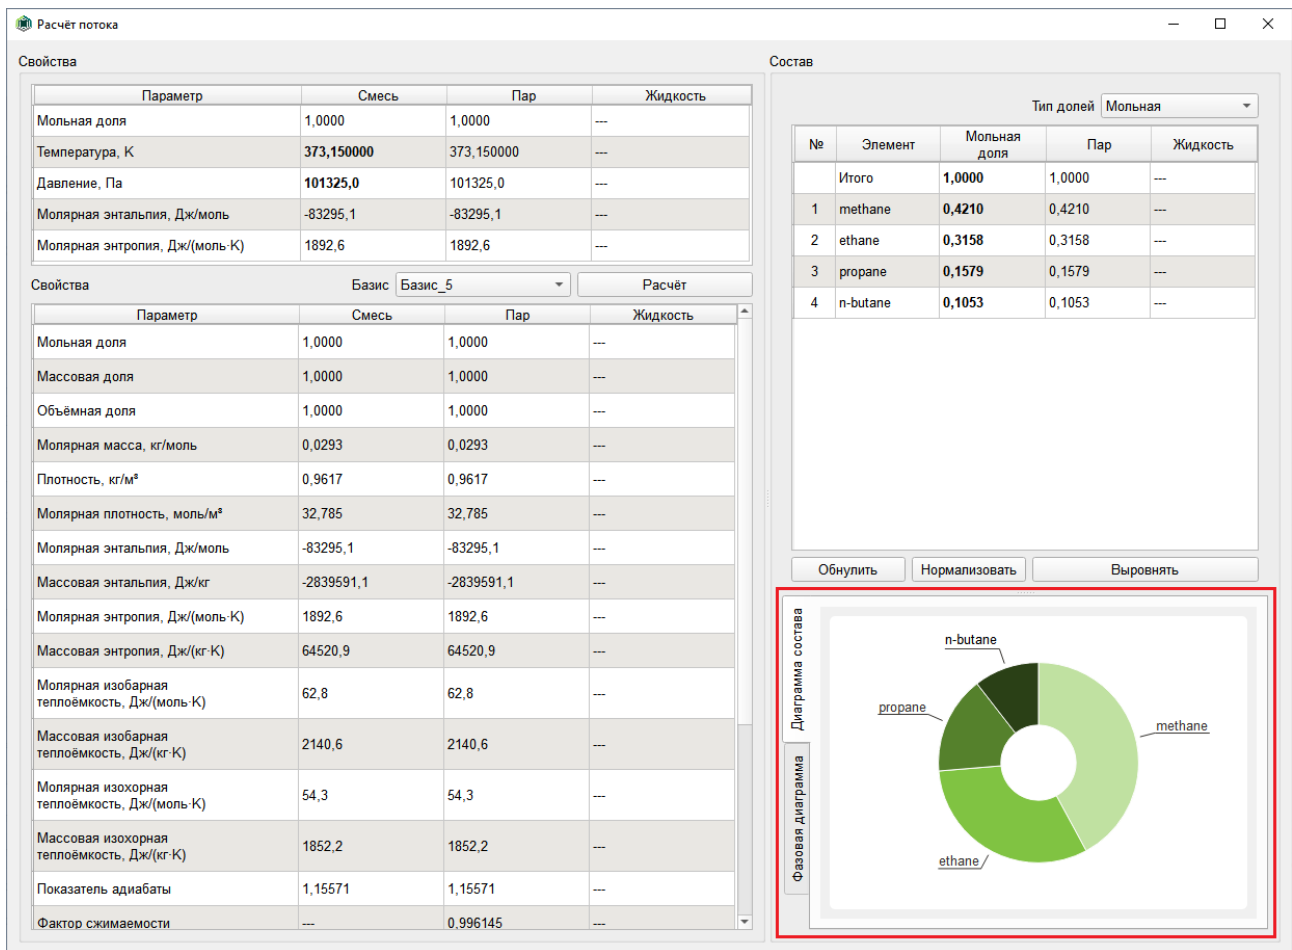 Расчёт потока
Свойства
Параметр Смесь Пар Жидкость
Мольная доля 1,0000 1,0000 ---
Температура, К 373,150000 373,150000 ---
Давление, Па 101325,0 101325,0 ---
Молярная энтальпия, Дж/моль -83295,1 -83295,1 ---
Молярная энтропия, Дж/(моль·К) 1892,6 1892,6 ---
Свойства Базис Базис_5 Расчёт
Параметр Смесь Пар Жидкость
Мольная доля 1,0000 1,0000 ---
Массовая доля 1,0000 1,0000 ---
Объёмная доля 1,0000 1,0000 ---
Молярная масса, кг/моль 0,0293 0,0293 ---
Плотность, кг/м³ 0,9617 0,9617 ---
Молярная плотность, моль/м³ 32,785 32,785 ---
Молярная энтальпия, Дж/моль -83295,1 -83295,1 ---
Массовая энтальпия, Дж/кг -2839591,1 -2839591,1 ---
Молярная энтропия, Дж/(моль·К) 1892,6 1892,6 ---
Массовая энтропия, Дж/(кг·К) 64520,9 64520,9 ---
Молярная изобарная
теплоёмкость, Дж/(моль·К) 62,8 62,8 ---
Массовая изобарная
теплоёмкость, Дж/(кг·К) 2140,6 2140,6 ---
Молярная изохорная
теплоёмкость, Дж/(моль·К) 54,3 54,3 ---
Массовая изохорная
теплоёмкость, Дж/(кг·К) 1852,2 1852,2 ---
Показатель адиабаты 1,15571 1,15571 ---
Фактор сжимаемости --- 0,996145 ---
Состав
Тип долей Мольная
№ Элемент Мольная доля Пар Жидкость
Итого 1,0000 1,0000 ---
1 methane 0,4210 0,4210 ---
2 ethane 0,3158 0,3158 ---
3 propane 0,1579 0,1579 ---
4 n-butane 0,1053 0,1053 ---
Обнулить Нормализовать Выровнять
Диаграмма состава
Фазовая диаграмма
n-butane
propane
methane
ethane